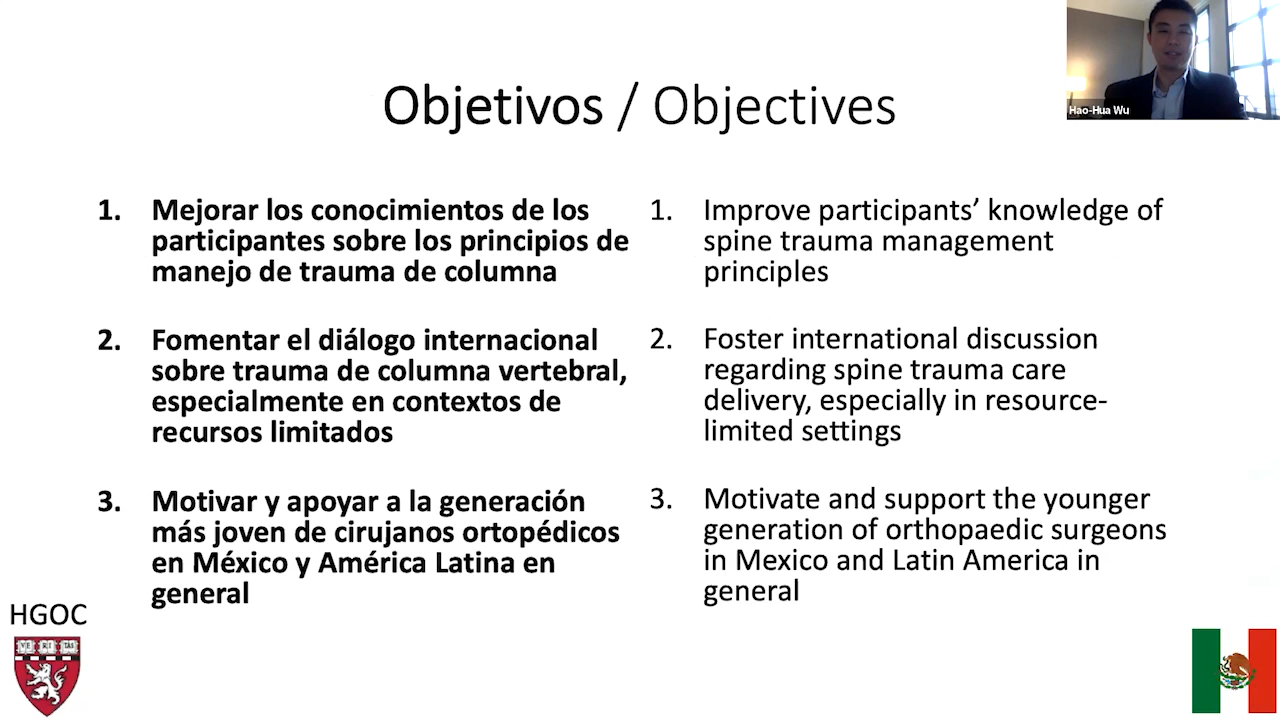 Hao-Hua Wu
Objetivos / Objectives
1. Mejorar los conocimientos de los
participantes sobre los principios de
manejo de trauma de columna
2. Fomentar el diálogo internacional
sobre trauma de columna vertebral,
especialmente en contextos de
recursos limitados
3. Motivar y apoyar a la generación
más joven de cirujanos ortopédicos
en México y América Latina en
general
1. Improve participants’ knowledge of
spine trauma management
principles
2. Foster international discussion
regarding spine trauma care
delivery, especially in resource-
limited settings
3. Motivate and support the younger
generation of orthopaedic surgeons
in Mexico and Latin America in
general
HGOC
VE RI TAS